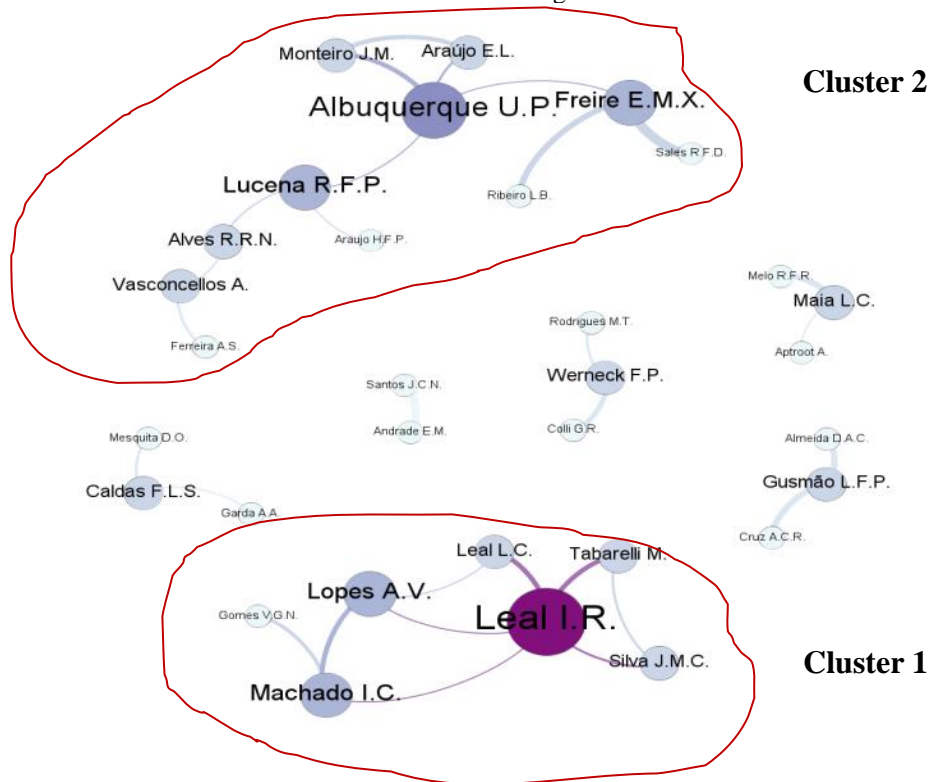 Monteiro J.M.
Araújo E.L.
Cluster 2
Albuquerque U.P.
Freire E.M.X.
Sales R.F.D.
Lucena R.F.P.
Ribeiro L.B.
Alves R.R.N.
Araujo H.F.P.
Vasconcellos A.
Melo R.F.R.
Maia L.C.
Rodrigues M.T.
Ferreira A.S.
Aptroot A.
Werneck F.P.
Santos J.C.N.
Andrade E.M.
Colli G.R.
Mesquita D.O.
Almeida D.A.C.
Caldas F.L.S.
Gusmão L.F.P.
Garda A.A.
Cruz A.C.R.
Leal L.C.
Tabarelli M.
Lopes A.V.
Gomes V.G.N.
Leal I.R.
Silva J.M.C.
Cluster 1
Machado I.C.